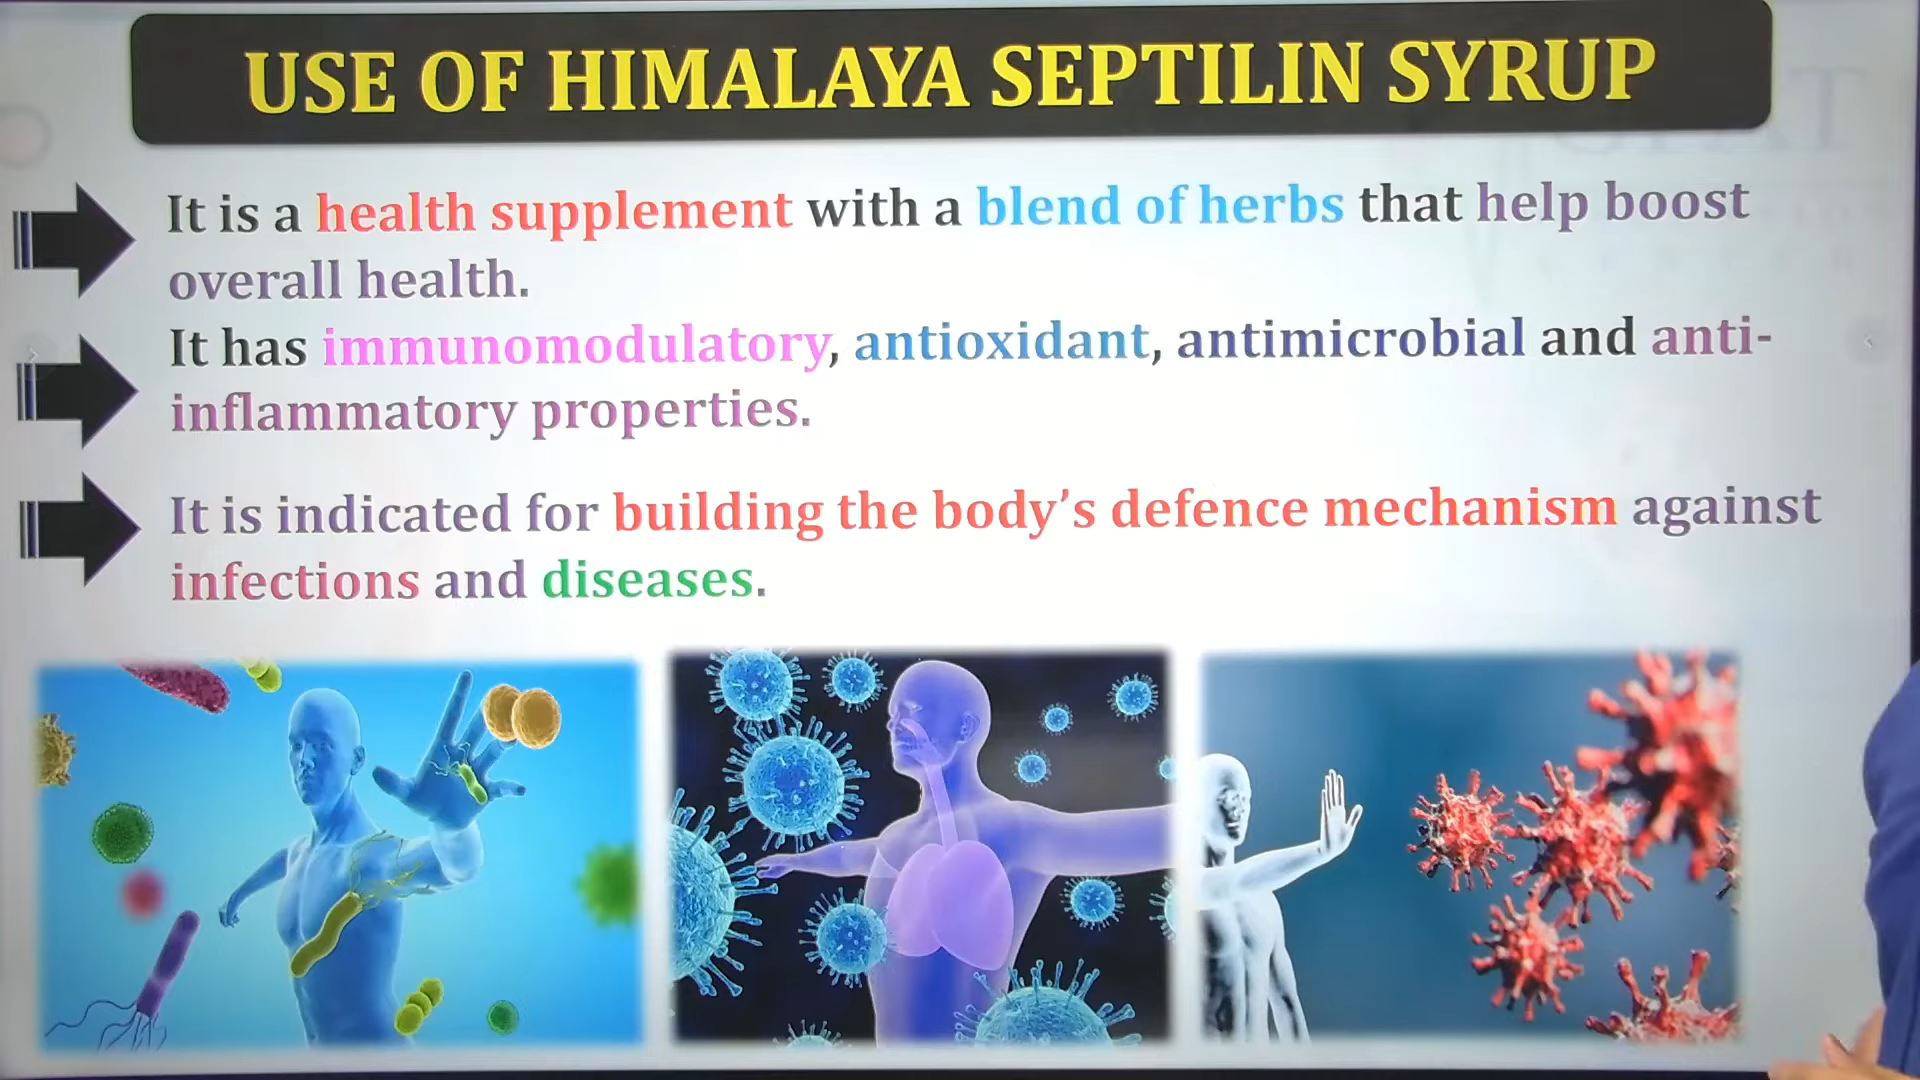 USE OF HIMALAYA SEPTILIN SYRUP
It is a health supplement with a blend of herbs that help boost
overall health.
It has immunomodulatory, antioxidant, antimicrobial and anti-
inflammatory properties.
It is indicated for building the body’s defence mechanism against
infections and diseases.